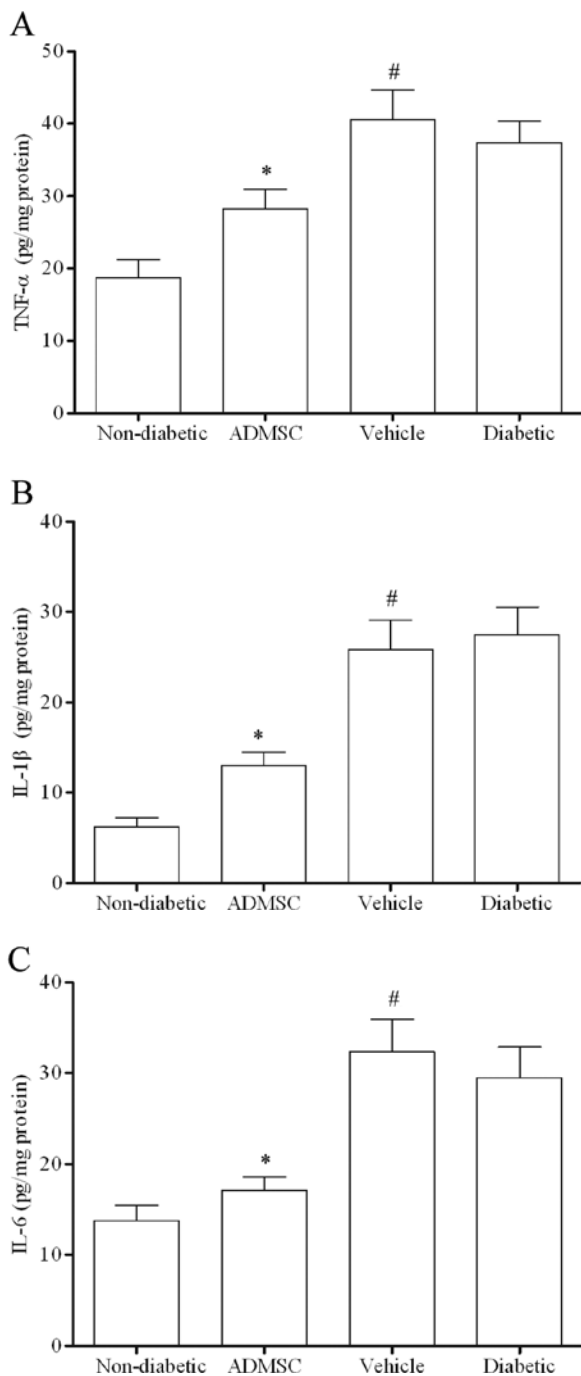 A
TNF-α (pg/mg protein)
50
40
30
20
10
0
*
#
Non-diabetic ADMSC Vehicle Diabetic
B
IL-1β (pg/mg protein)
40
30
20
10
0
*
#
Non-diabetic ADMSC Vehicle Diabetic
C
IL-6 (pg/mg protein)
40
30
20
10
0
*
#
Non-diabetic ADMSC Vehicle Diabetic